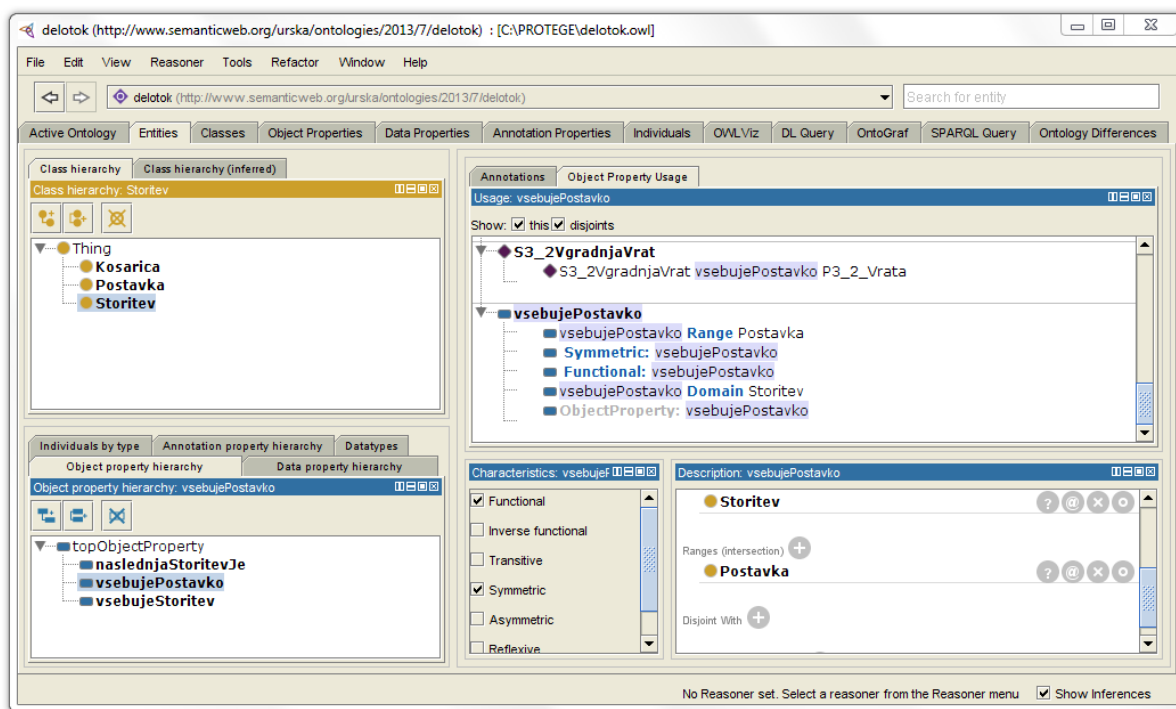 delotok (http://www.semanticweb.org/urska/ontologies/2013/7/delotok) : [C:\PROTEGE\delotok.owl]
File Edit View Reasoner Tools Refactor Window Help
delotok (http://www.semanticweb.org/urska/ontologies/2013/7/delotok)
Search for entity
Active Ontology Entities Classes Object Properties Data Properties Annotation Properties Individuals OWLViz DL Query OntoGraf SPARQL Query Ontology Differences
Class hierarchy Class hierarchy (inferred)
Class hierarchy: Storitev
Thing
Kosarica
Postavka
Storitev
Individuals by type Annotation property hierarchy Datatypes
Object property hierarchy Data property hierarchy
Object property hierarchy: vsebujePostavko
topObjectProperty
naslednjaStoritevJe
vsebujePostavko
vsebujeStoritev
Annotations Object Property Usage
Usage: vsebujePostavko
Show: this disjoints
S3_2VgradnjaVrat
S3_2VgradnjaVrat vsebujePostavko P3_2_Vrata
vsebujePostavko
vsebujePostavko Range Postavka
Symmetric: vsebujePostavko
Functional: vsebujePostavko
vsebujePostavko Domain Storitev
ObjectProperty: vsebujePostavko
Characteristics: vsebujeF
Functional
Inverse functional
Transitive
Symmetric
Asymmetric
Reflexive
Description: vsebujePostavko
Storitev
Ranges (intersection)
Postavka
Disjoint With
No Reasoner set. Select a reasoner from the Reasoner menu Show Inferences